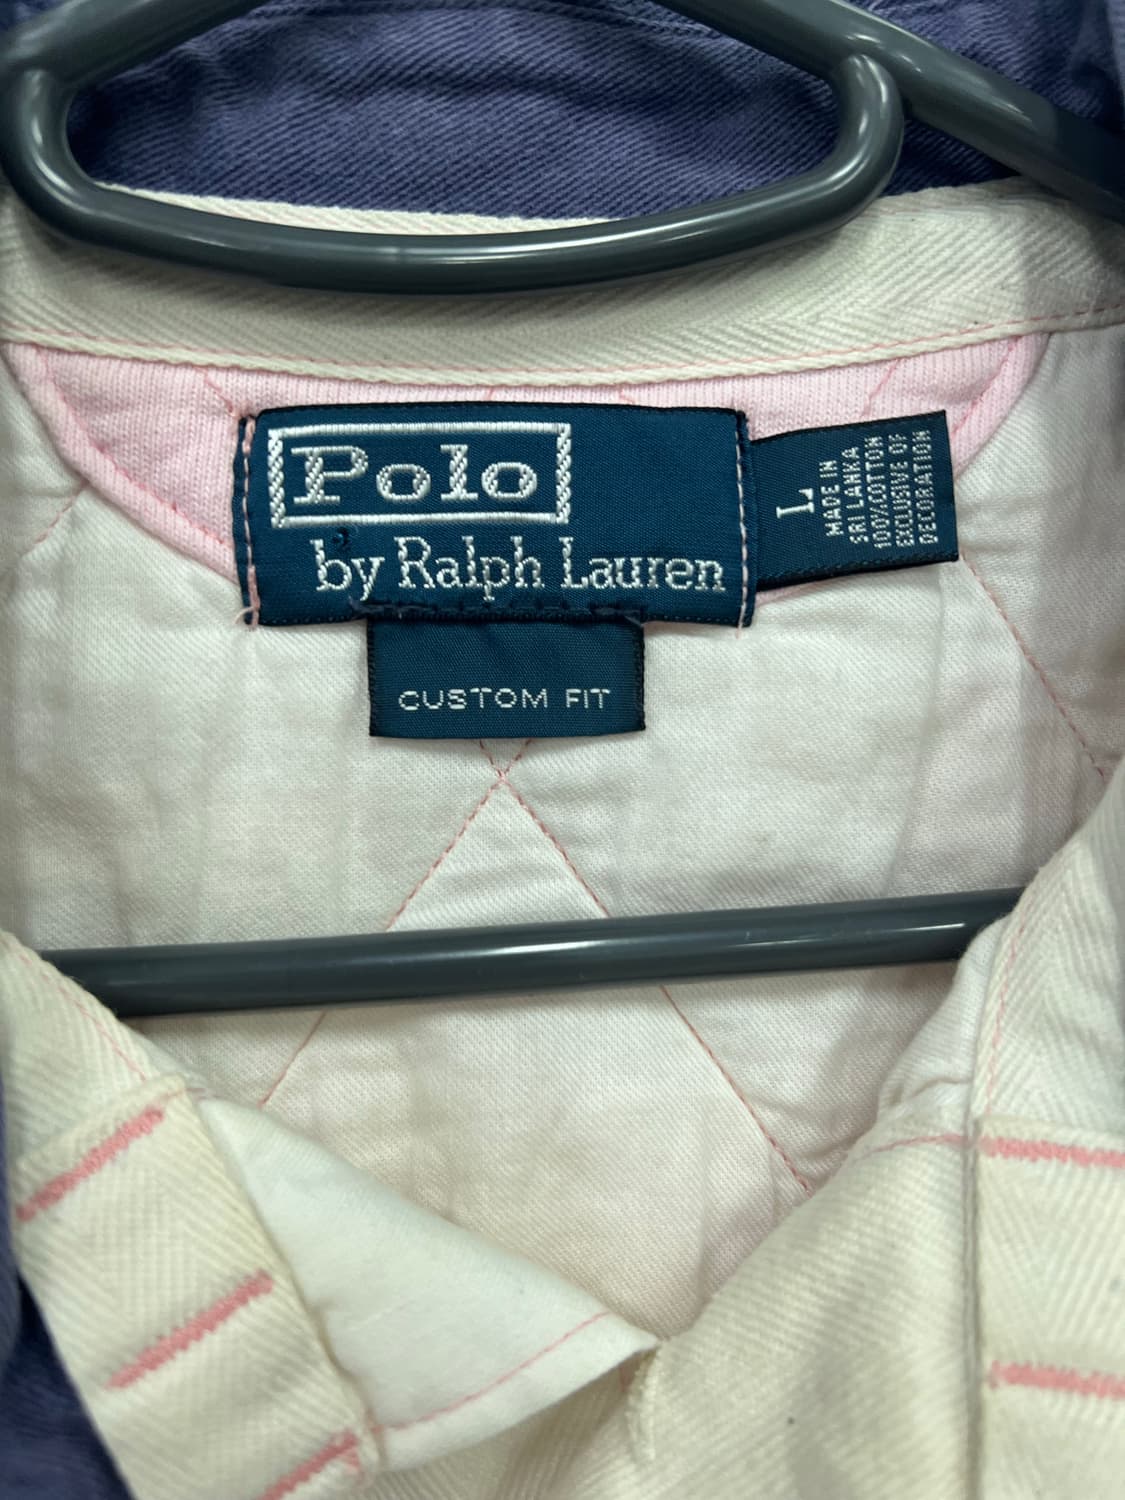 Polo
by Ralph Lauren
CUSTOM FIT
L
MADE IN
SRI LANKA
100%COTTON
EXCLUSIVE OF
DECORATION